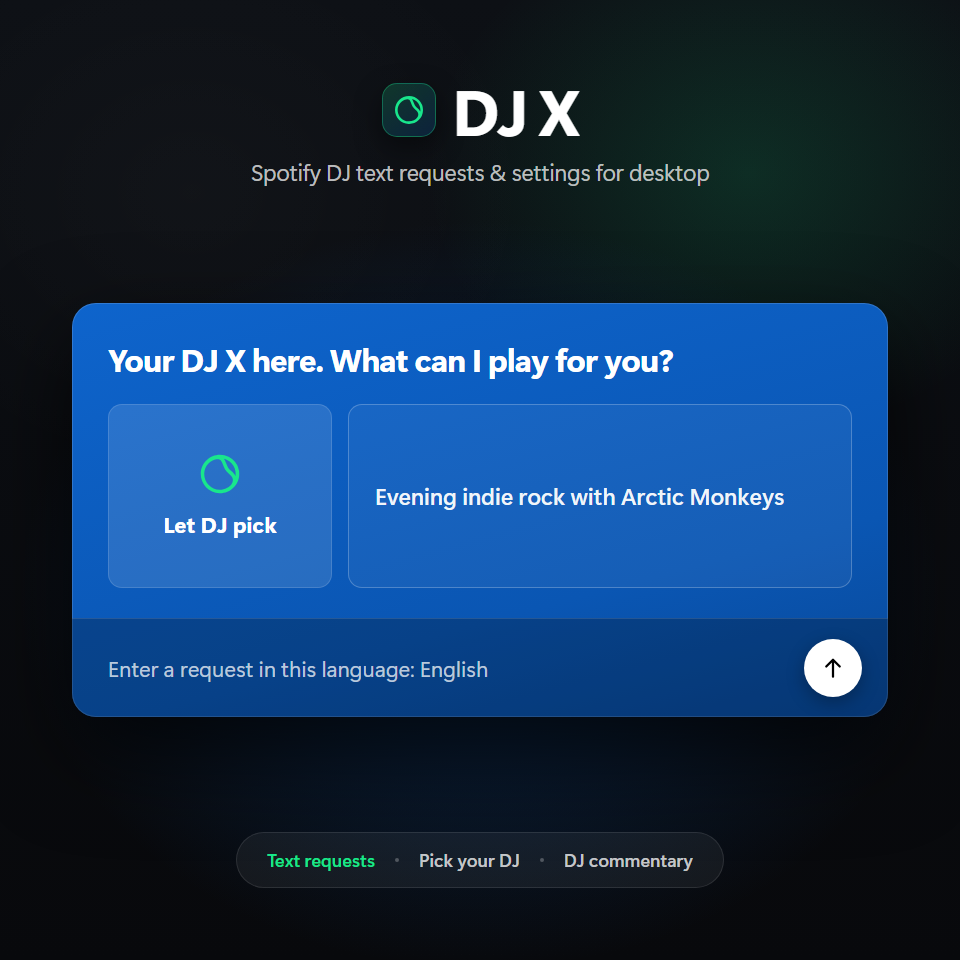 DJ X
Spotify DJ text requests & settings for desktop
Your DJ X here. What can I play for you?
Let DJ pick
Evening indie rock with Arctic Monkeys
Enter a request in this language: English
Text requests · Pick your DJ · DJ commentary